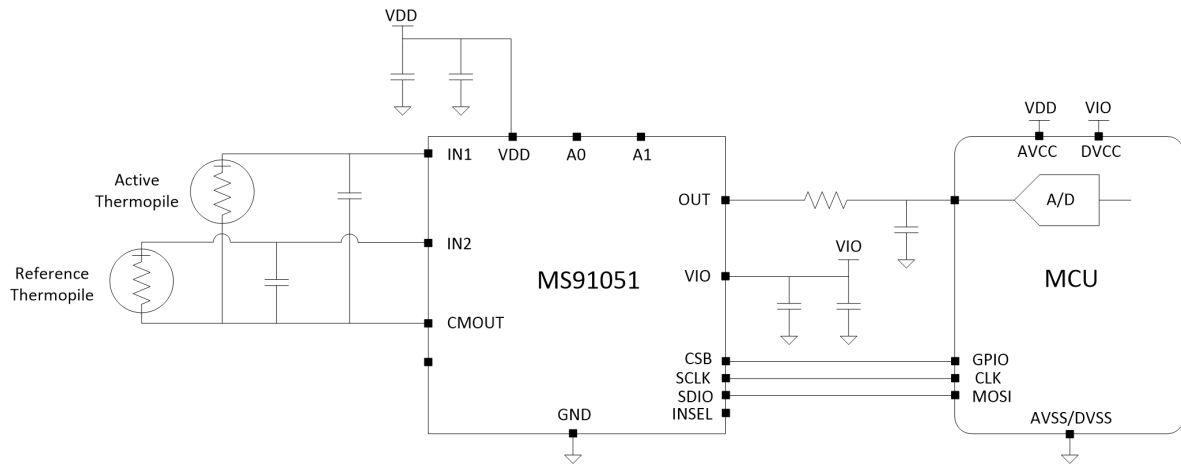 VDD
VDD
A0
A1
IN1
Active
Thermopile
IN2
Reference
Thermopile
CMOUT
MS91051
GND
OUT
VIO
VIO
CSB
SCLK
SDIO
INSEL
VDD
VIO
AVCC
DVCC
A/D
MCU
GPIO
CLK
MOSI
AVSS/DVSS